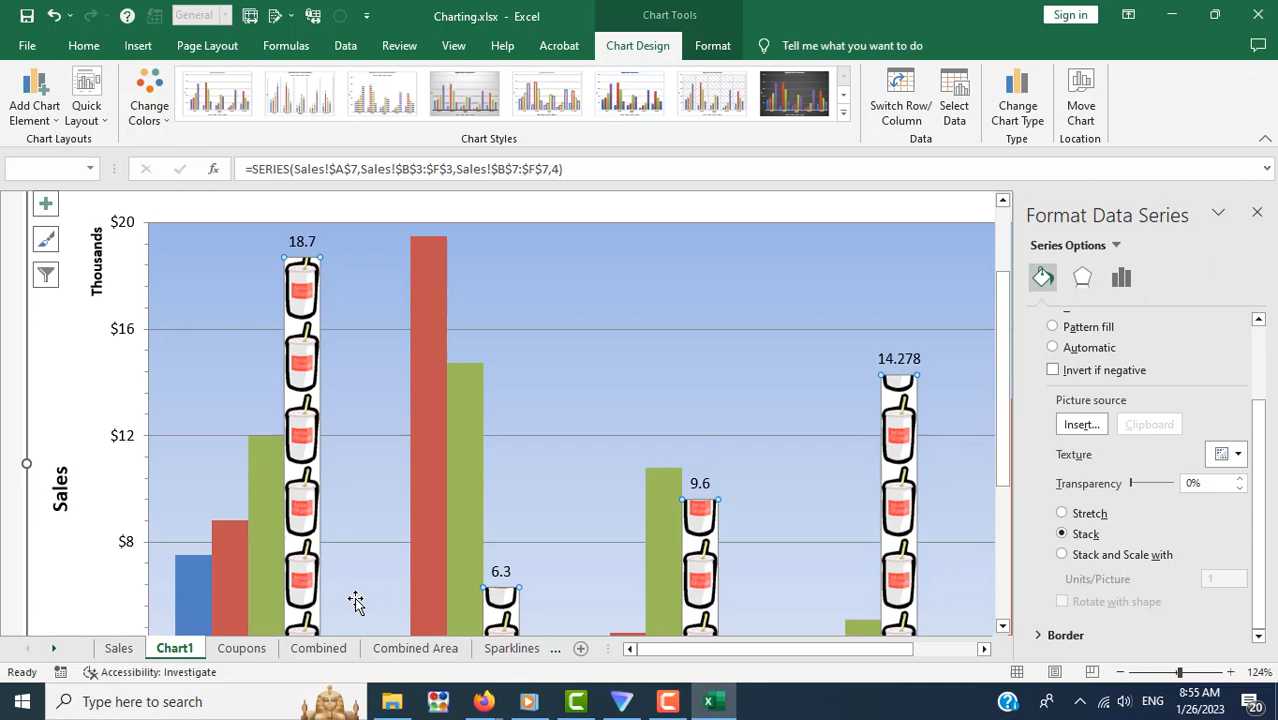 General
Charting.xlsx - Excel
Chart Tools
Sign in
File
Home
Insert
Page Layout
Formulas
Data
Review
View
Help
Acrobat
Chart Design
Format
Tell me what you want to do
Add Chart
Element
Quick
Layout
Change
Colors
Switch Row/
Column
Select
Data
Change
Chart Type
Move
Chart
Chart Layouts
Chart Styles
Data
Type
Location
=SERIES(Sales!$A$7,Sales!$B$3:$F$3,Sales!$B$7:$F$7,4)
Thousands
Sales
$20
$16
$12
$8
18.7
6.3
9.6
14.278
Format Data Series
Series Options
Pattern fill
Automatic
Invert if negative
Picture source
Insert...
Clipboard
Texture
Transparency
0%
Stretch
Stack
Stack and Scale with
Units/Picture
1
Rotate with shape
Border
Sales
Chart1
Coupons
Combined
Combined Area
Sparklines
...
Ready
Accessibility: Investigate
124%
Type here to search
ENG
8:55 AM
1/26/2023
20